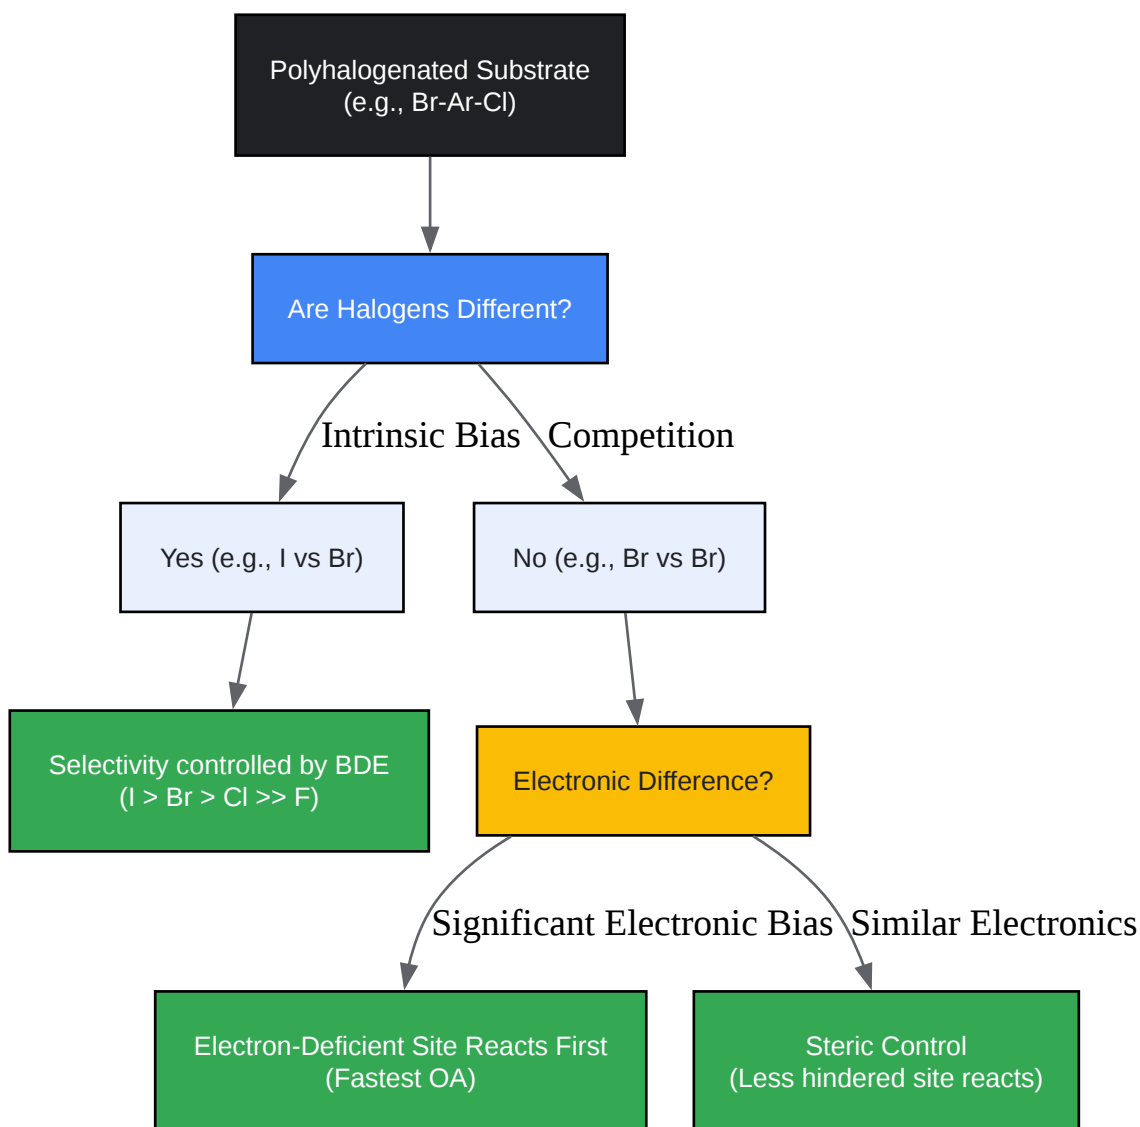 Polyhalogenated Substrate
(e.g., Br-Ar-Cl)
Are Halogens Different?
Intrinsic Bias
Competition
Yes (e.g., I vs Br)
No (e.g., Br vs Br)
Selectivity controlled by BDE
(I > Br > Cl >> F)
Electronic Difference?
Significant Electronic Bias
Similar Electronics
Electron-Deficient Site Reacts First
(Fastest OA)
Steric Control
(Less hindered site reacts)